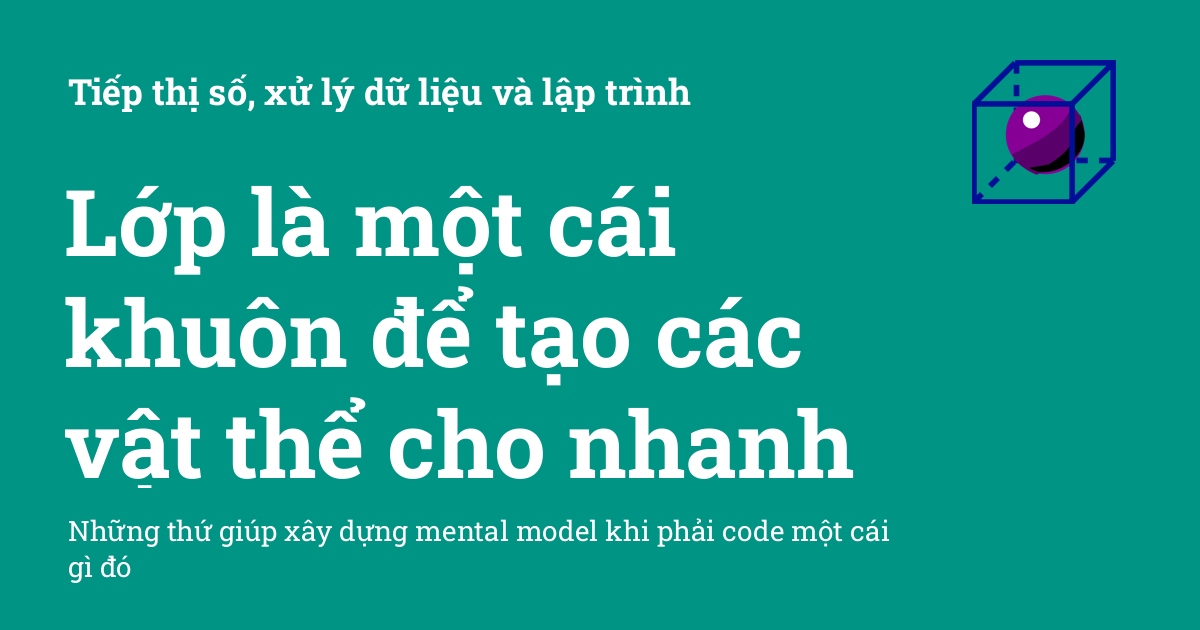 Tiếp thị số, xử lý dữ liệu và lập trình
Lớp là một cái
khuôn để tạo các
vật thể cho nhanh
Những thứ giúp xây dựng mental model khi phải code một cái
gì đó